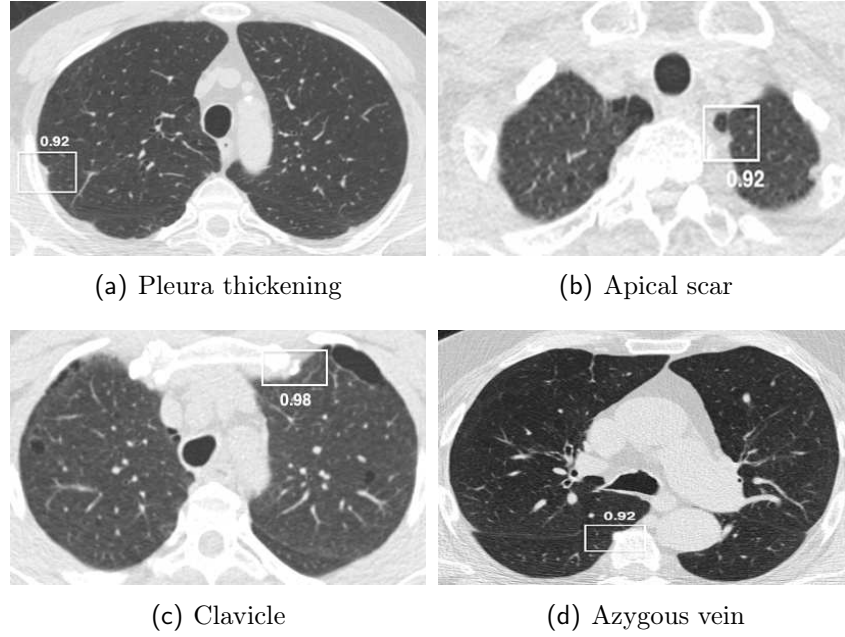 0.92
0.92
(a) Pleura thickening
(b) Apical scar
0.98
0.92
(c) Clavicle
(d) Azygous vein